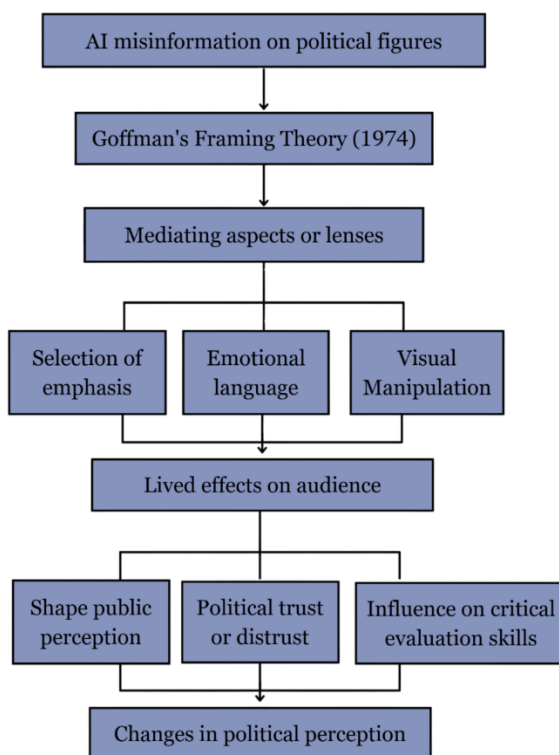 AI misinformation on political figures
Goffman's Framing Theory (1974)
Mediating aspects or lenses
Selection of
emphasis
Emotional
language
Visual
Manipulation
Lived effects on audience
Shape public
perception
Political trust
or distrust
Influence on critical
evaluation skills
Changes in political perception